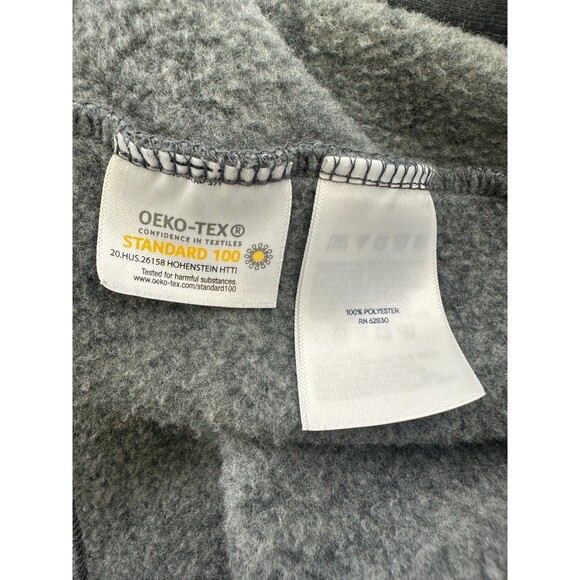 OEKO-TEX®
CONFIDENCE IN TEXTILES
STANDARD 100
20.HUS.26158 HOHENSTEIN HTTI
Tested for harmful substances.
www.oeko-tex.com/standard100
100% POLYESTER
RN 62830